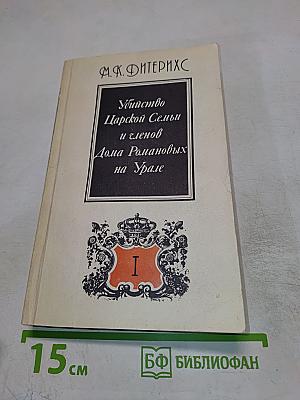 М.К.ДИТЕРИХС
Убийство
Царской Семьи
и членов
Дома Романовых
на Урале
I
15 см
БФ БИБЛИОФАН